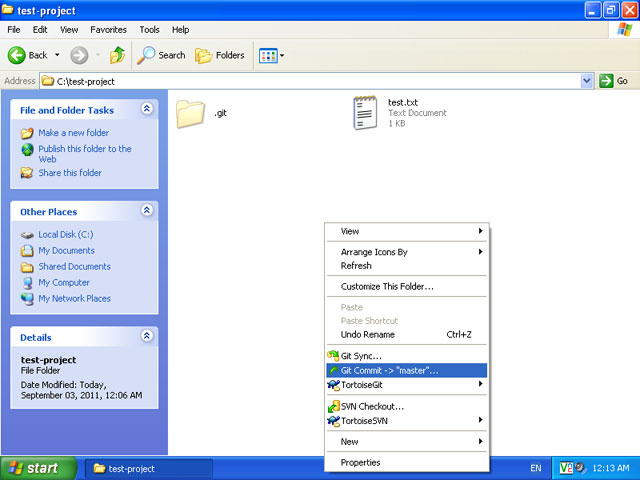 test-project
File Edit View Favorites Tools Help
Back Search Folders
Address C:\test-project Go
File and Folder Tasks
Make a new folder
Publish this folder to the
Web
Share this folder
Other Places
Local Disk (C:)
My Documents
Shared Documents
My Computer
My Network Places
Details
test-project
File Folder
Date Modified: Today,
September 03, 2011, 12:06 AM
.git
test.txt
Text Document
1 KB
View
Arrange Icons By
Refresh
Customize This Folder...
Paste
Paste Shortcut
Undo Rename Ctrl+Z
Git Sync...
Git Commit -> "master"...
TortoiseGit
SVN Checkout...
TortoiseSVN
New
Properties
start test-project EN 12:13 AM